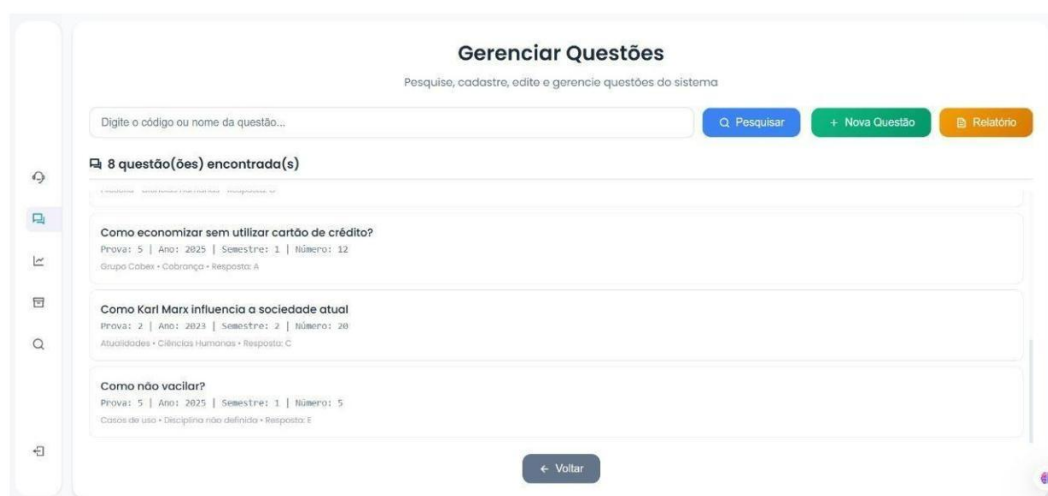 Gerenciar Questões
Pesquise, cadastre, edite e gerencie questões do sistema
Digite o código ou nome da questão...
Pesquisar
+ Nova Questão
Relatório
8 questão(ões) encontrada(s)
Como economizar sem utilizar cartão de crédito?
Prova: 5 | Ano: 2025 | Semestre: 1 | Número: 12
Grupo Cobex • Cobrança • Resposta: A
Como Karl Marx influencia a sociedade atual
Prova: 2 | Ano: 2023 | Semestre: 2 | Número: 20
Atualidades • Ciências Humanas • Resposta: C
Como não vacilar?
Prova: 5 | Ano: 2025 | Semestre: 1 | Número: 5
Casos de uso • Disciplina não definida • Resposta: E
← Voltar